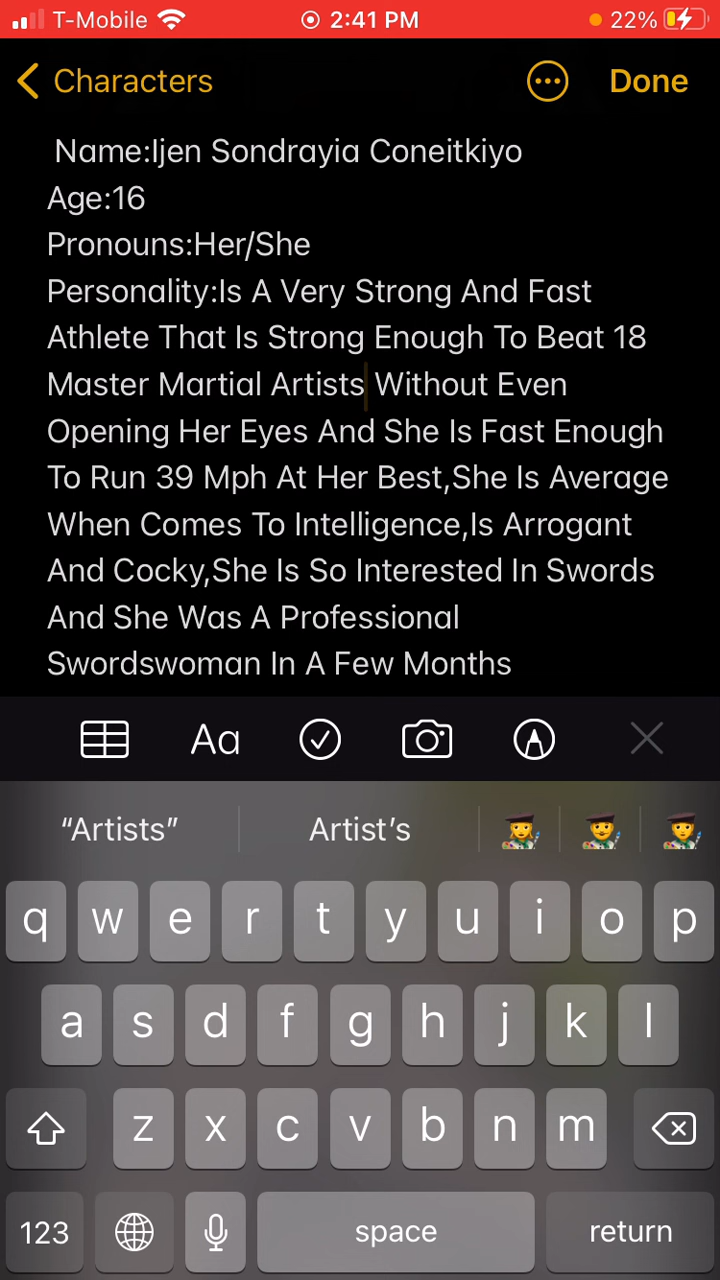 T-Mobile 2:41 PM 22%
Characters Done
Name:Ijen Sondrayia Coneitkiyo
Age:16
Pronouns:Her/She
Personality:Is A Very Strong And Fast
Athlete That Is Strong Enough To Beat 18
Master Martial Artists Without Even
Opening Her Eyes And She Is Fast Enough
To Run 39 Mph At Her Best,She Is Average
When Comes To Intelligence,Is Arrogant
And Cocky,She Is So Interested In Swords
And She Was A Professional
Swordswoman In A Few Months
Aa
“Artists” Artist’s
q w e r t y u i o p
a s d f g h j k l
z x c v b n m
123 space return